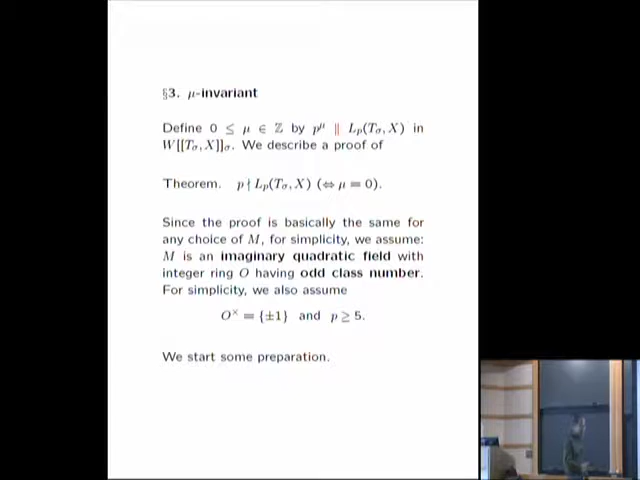 §3. μ-invariant
Define 0 ≤ μ ∈ ℤ by p^μ ‖ L_p(T_σ, X) in
W[[T_σ, X]]_σ. We describe a proof of
Theorem. p ∤ L_p(T_σ, X) (⇔ μ = 0).
Since the proof is basically the same for
any choice of M, for simplicity, we assume:
M is an imaginary quadratic field with
integer ring O having odd class number.
For simplicity, we also assume
O^× = {±1} and p ≥ 5.
We start some preparation.